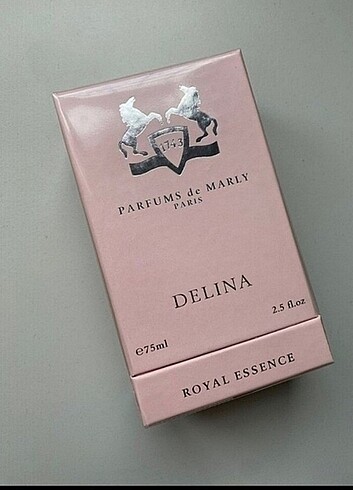 1743
PARFUMS de MARLY
PARIS
DELINA
℮75ml
2.5 fl.oz
ROYAL ESSENCE